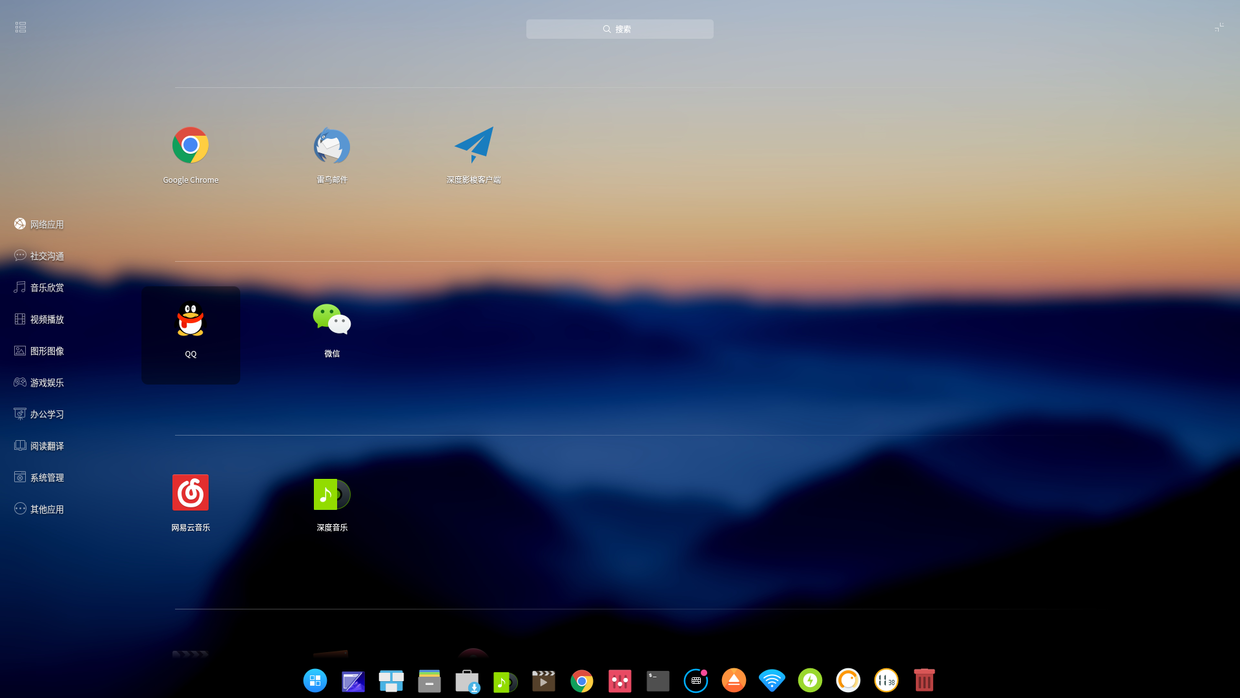 搜索
Google Chrome
雷鸟邮件
深度影梭客户端
网络应用
社交沟通
音乐欣赏
视频播放
图形图像
游戏娱乐
办公学习
阅读翻译
系统管理
其他应用
QQ
微信
网易云音乐
深度音乐